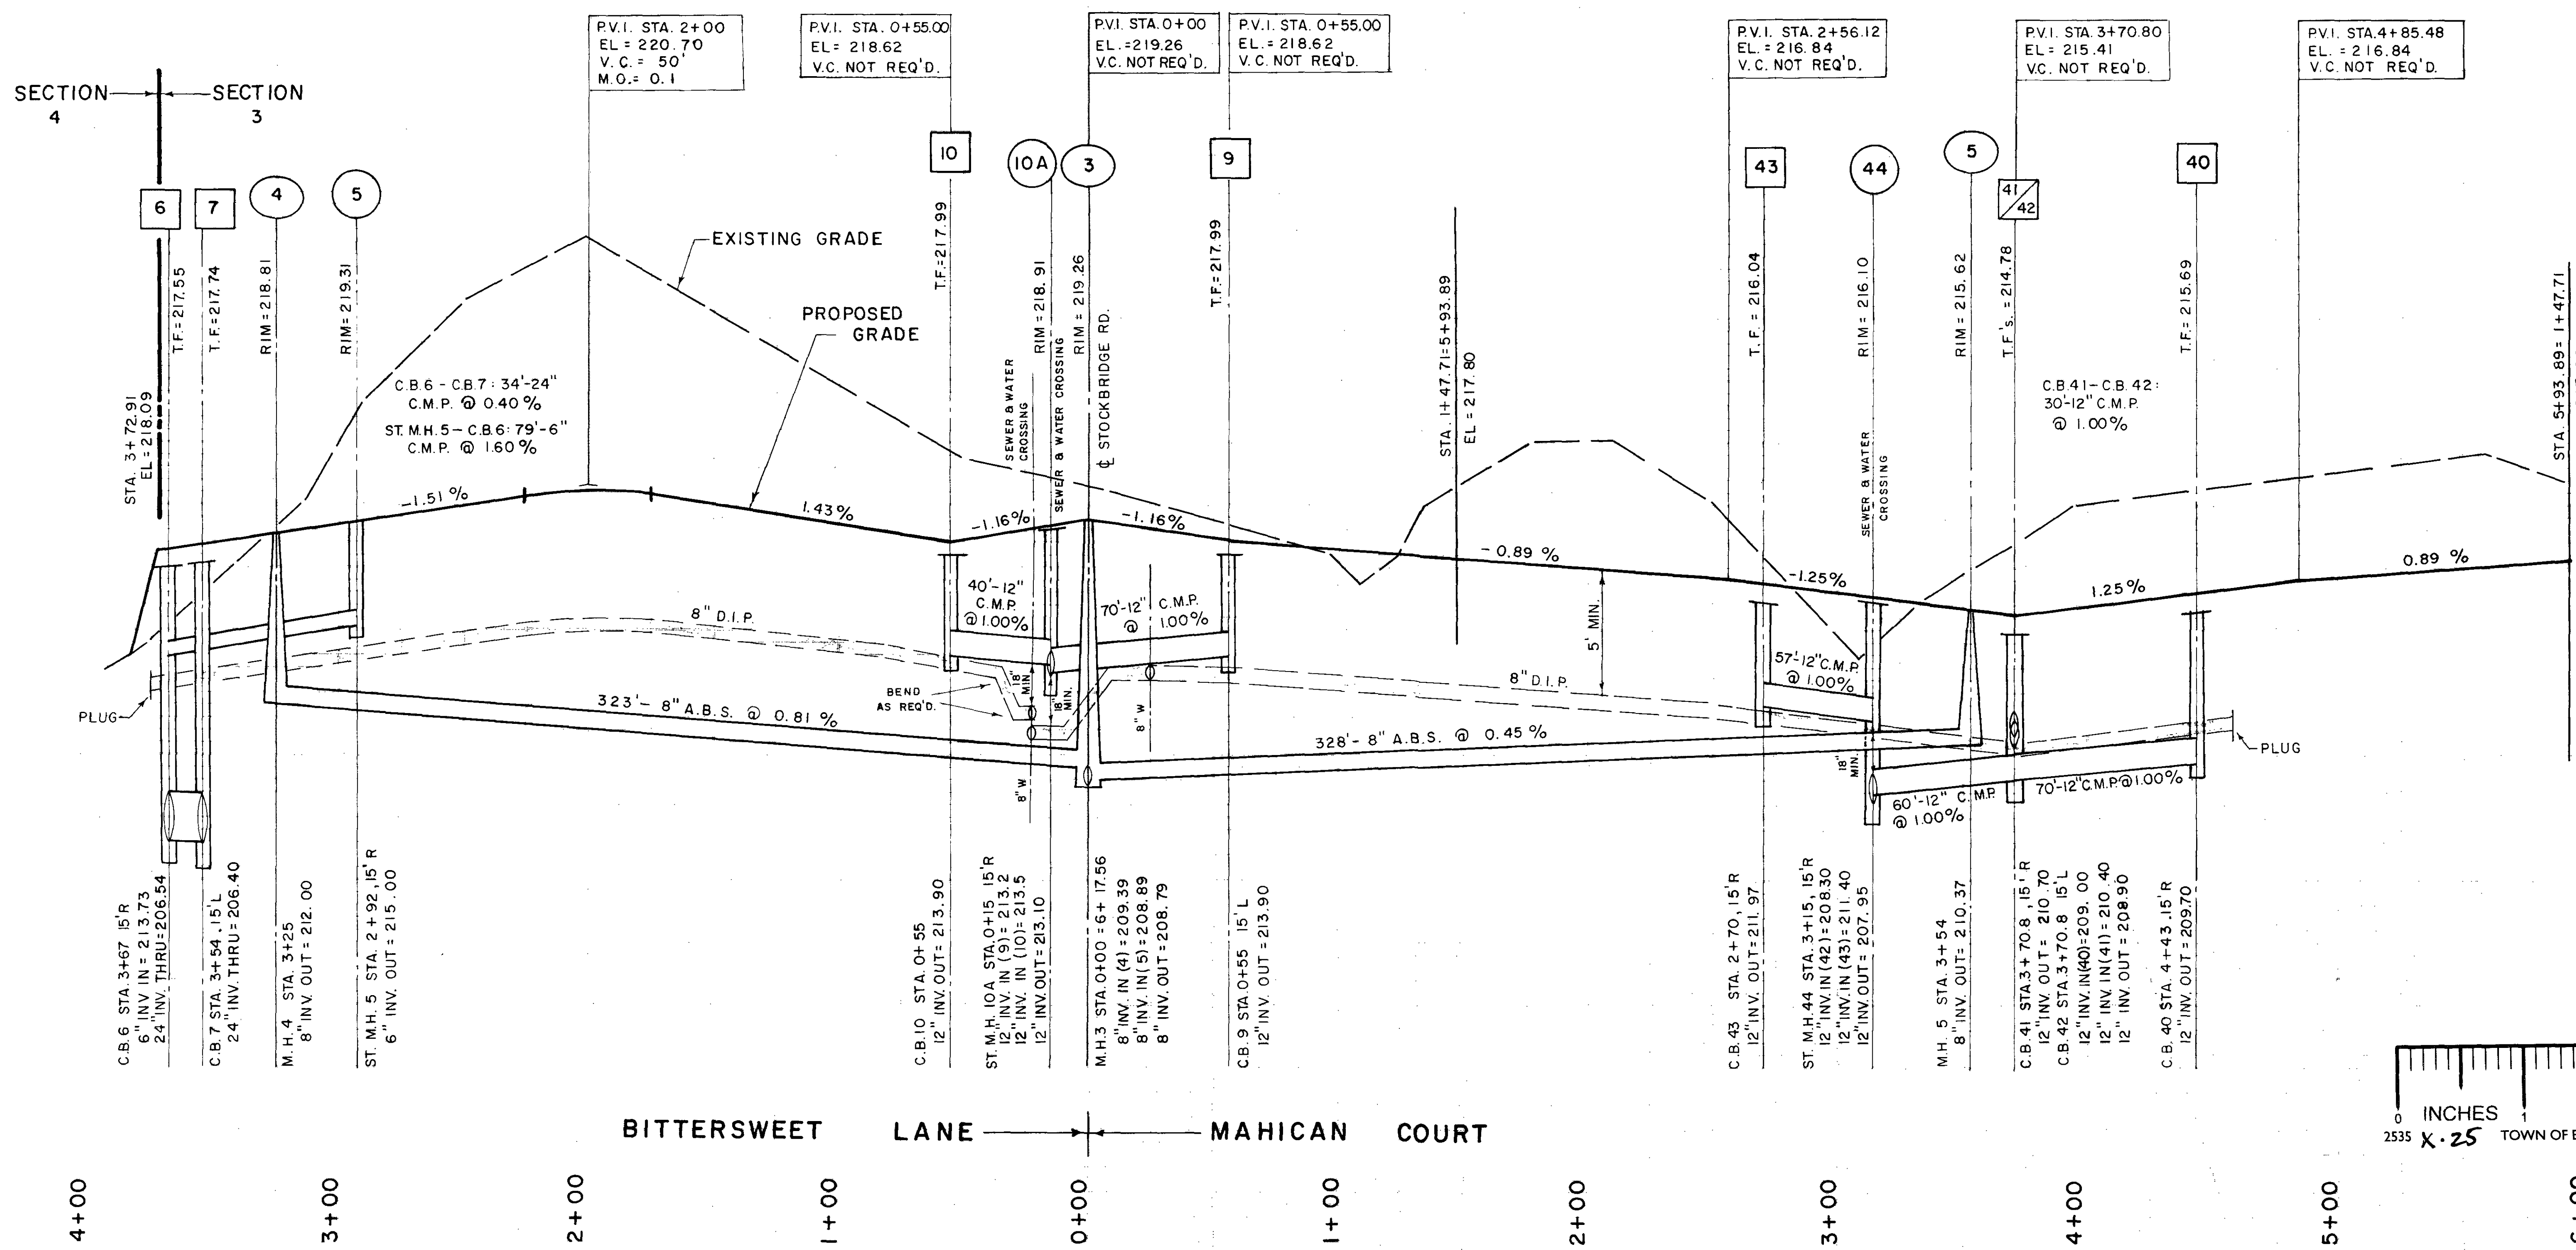 P.V.I. STA. 2+00
EL = 220.70
V. C. = 50'
M.O. = 0.1
P.V.I. STA. 0+55.00
EL = 218.62
V.C. NOT REQ'D.
P.V.I. STA. 0+00
EL. = 219.26
V.C. NOT REQ'D.
P.V.I. STA. 0+55.00
EL. = 218.62
V.C. NOT REQ'D.
P.V.I. STA. 2+56.12
EL. = 216.84
V.C. NOT REQ'D.
P.V.I. STA. 3+70.80
EL = 215.41
V.C. NOT REQ'D.
P.V.I. STA. 4+85.48
EL. = 216.84
V.C. NOT REQ'D.
SECTION
4
SECTION
3
6
7
4
5
10
10A
3
9
43
44
5
41
42
40
STA. 3+72.91
EL = 218.09
T.F. = 217.55
T.F. = 217.74
RIM = 218.81
RIM = 219.31
T.F. = 217.99
RIM = 218.91
RIM = 219.26
T.F. = 217.99
STA. 1+47.71=5+93.89
EL = 217.80
T.F. = 216.04
RIM = 216.10
RIM = 215.62
T.F's. = 214.78
T.F. = 215.69
STA. 5+93.89= 1+47.71
EXISTING GRADE
PROPOSED
GRADE
C.B.6 - C.B.7: 34'-24"
C.M.P. @ 0.40%
ST. M.H. 5 - C.B.6: 79'-6"
C.M.P. @ 1.60%
SEWER & WATER
CROSSING
SEWER & WATER CROSSING
℄ STOCKBRIDGE RD.
SEWER & WATER
CROSSING
C.B.41 - C.B. 42:
30'-12" C.M.P.
@ 1.00%
-1.51 %
1.43%
-1.16%
-1.16%
- 0.89 %
-1.25%
1.25%
0.89 %
8" D.I.P.
40'-12"
C.M.P.
@ 1.00%
70'-12" C.M.P.
@ 1.00%
5' MIN.
8" D.I.P.
57'-12" C.M.P.
@ 1.00%
BEND
AS REQ'D.
18"
MIN.
18"
MIN.
8" W
8" W
18"
MIN.
PLUG
323' - 8" A.B.S. @ 0.81 %
328' - 8" A.B.S. @ 0.45 %
60'-12" C.M.P.
@ 1.00%
70'-12" C.M.P. @ 1.00%
PLUG
C.B. 6 STA. 3+67 15'R
6" INV IN = 213.73
24" INV. THRU = 206.54
C.B. 7 STA. 3+54, 15'L
24" INV. THRU = 206.40
M.H. 4 STA. 3+25
8" INV. OUT = 212.00
ST. M.H. 5 STA. 2+92, 15'R
6" INV. OUT = 215.00
C.B. 10 STA. 0+55
12" INV. OUT = 213.90
ST. M.H. 10A STA. 0+15 15'R
12" INV. IN (9) = 213.2
12" INV. IN (10) = 213.5
12" INV. OUT = 213.10
M.H. 3 STA. 0+00 = 6+17.56
8" INV. IN (4) = 209.39
8" INV. IN (5) = 208.89
8" INV. OUT = 208.79
C.B. 9 STA. 0+55 15'L
12" INV. OUT = 213.90
C.B. 43 STA. 2+70, 15'R
12" INV. OUT = 211.97
ST. M.H. 44 STA. 3+15, 15'R
12" INV. IN (42) = 208.30
12" INV. IN (43) = 211.40
12" INV. OUT = 207.95
M.H. 5 STA. 3+54
8" INV. OUT = 210.37
C.B. 41 STA. 3+70.8, 15'R
12" INV. OUT = 210.70
C.B. 42 STA. 3+70.8 15'L
12" INV. IN (40) = 209.00
12" INV. IN (41) = 210.40
12" INV. OUT = 208.90
C.B. 40 STA. 4+43, 15'R
12" INV. OUT = 209.70
BITTERSWEET LANE
MAHICAN COURT
0 INCHES 1
2535 X.25 TOWN OF
4+00
3+00
2+00
1+00
0+00
1+00
2+00
3+00
4+00
5+00